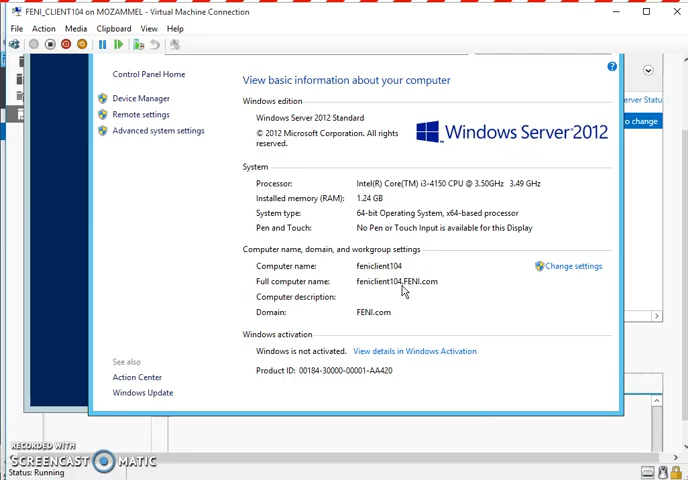 FENI_CLIENT104 on MOZAMMEL - Virtual Machine Connection
File Action Media Clipboard View Help
Control Panel Home
Device Manager
Remote settings
Advanced system settings
View basic information about your computer
Windows edition
Windows Server 2012 Standard
© 2012 Microsoft Corporation. All rights
reserved.
Windows Server 2012
System
Processor: Intel(R) Core(TM) i3-4150 CPU @ 3.50GHz 3.49 GHz
Installed memory (RAM): 1.24 GB
System type: 64-bit Operating System, x64-based processor
Pen and Touch: No Pen or Touch Input is available for this Display
Computer name, domain, and workgroup settings
Computer name: feniclient104
Change settings
Full computer name: feniclient104.FENI.com
Computer description:
Domain: FENI.com
Windows activation
Windows is not activated. View details in Windows Activation
Product ID: 00184-30000-00001-AA420
See also
Action Center
Windows Update
erver Statu
o change
RECORDED WITH
SCREENCAST MATIC
Status: Running